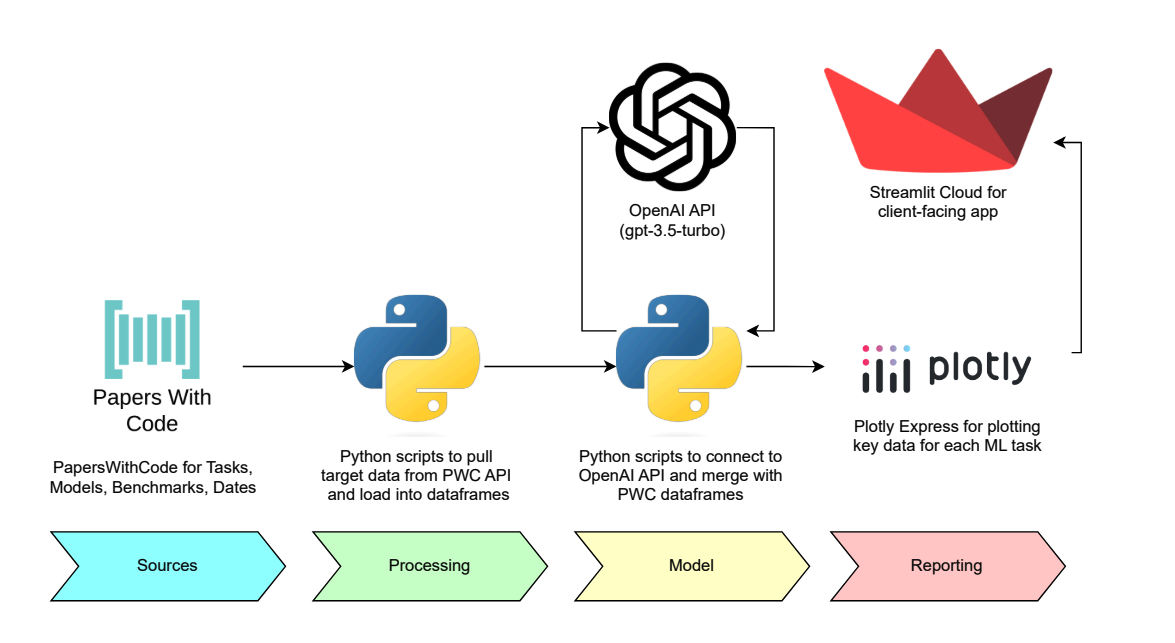 OpenAI API
(gpt-3.5-turbo)
Streamlit Cloud for
client-facing app
Papers With
Code
PapersWithCode for Tasks,
Models, Benchmarks, Dates
Python scripts to pull
target data from PWC API
and load into dataframes
Python scripts to connect to
OpenAI API and merge with
PWC dataframes
plotly
Plotly Express for plotting
key data for each ML task
Sources
Processing
Model
Reporting